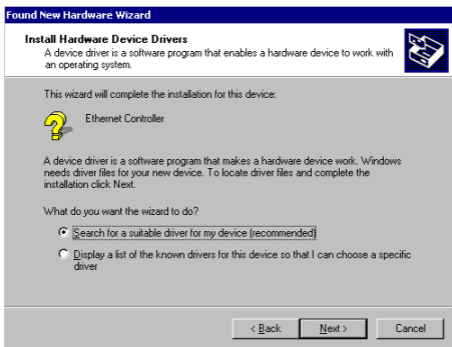 Found New Hardware Wizard
Install Hardware Device Drivers
A device driver is a software program that enables a hardware device to work with
an operating system.
This wizard will complete the installation for this device:
Ethernet Controller
A device driver is a software program that makes a hardware device work. Windows
needs driver files for your new device. To locate driver files and complete the
installation click Next.
What do you want the wizard to do?
Search for a suitable driver for my device (recommended)
Display a list of the known drivers for this device so that I can choose a specific
driver
< Back Next > Cancel